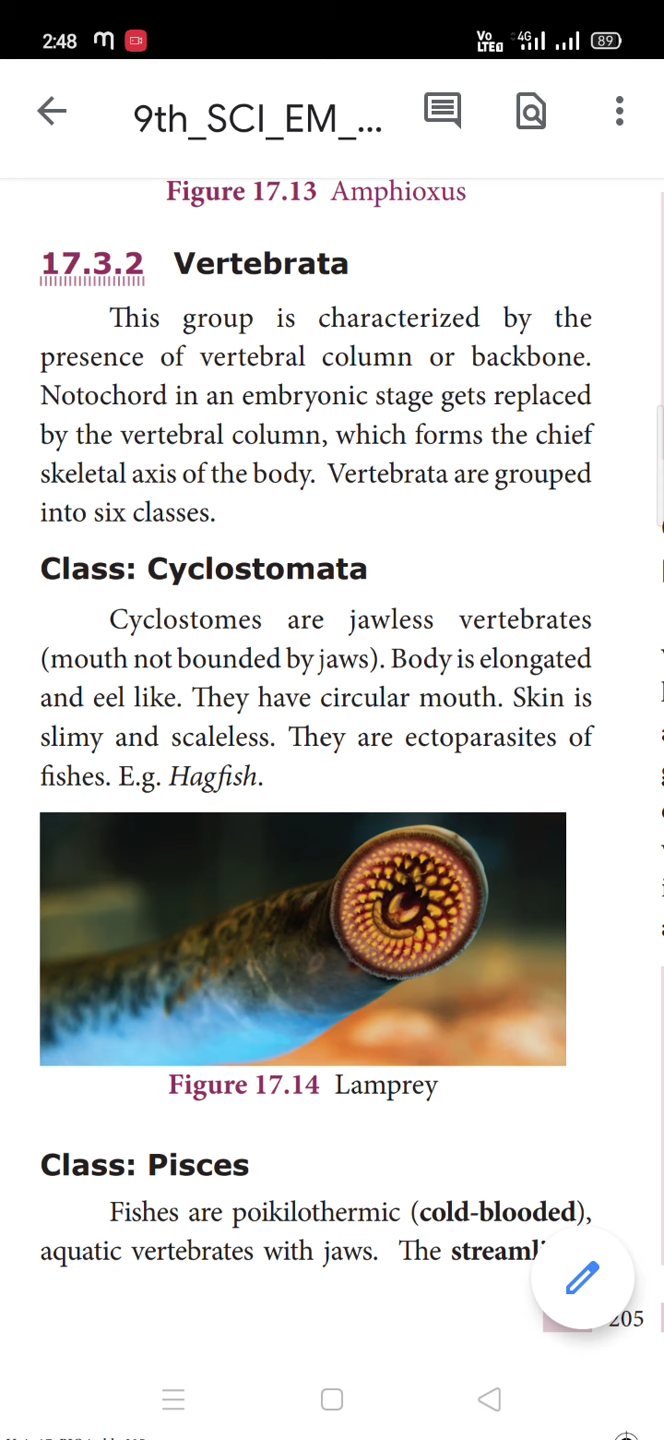 2:48
Vo
LTE
4G
89
9th_SCI_EM_...
Figure 17.13 Amphioxus
17.3.2 Vertebrata
This group is characterized by the
presence of vertebral column or backbone.
Notochord in an embryonic stage gets replaced
by the vertebral column, which forms the chief
skeletal axis of the body. Vertebrata are grouped
into six classes.
Class: Cyclostomata
Cyclostomes are jawless vertebrates
(mouth not bounded by jaws). Body is elongated
and eel like. They have circular mouth. Skin is
slimy and scaleless. They are ectoparasites of
fishes. E.g. Hagfish.
Figure 17.14 Lamprey
Class: Pisces
Fishes are poikilothermic (cold-blooded),
aquatic vertebrates with jaws. The
205